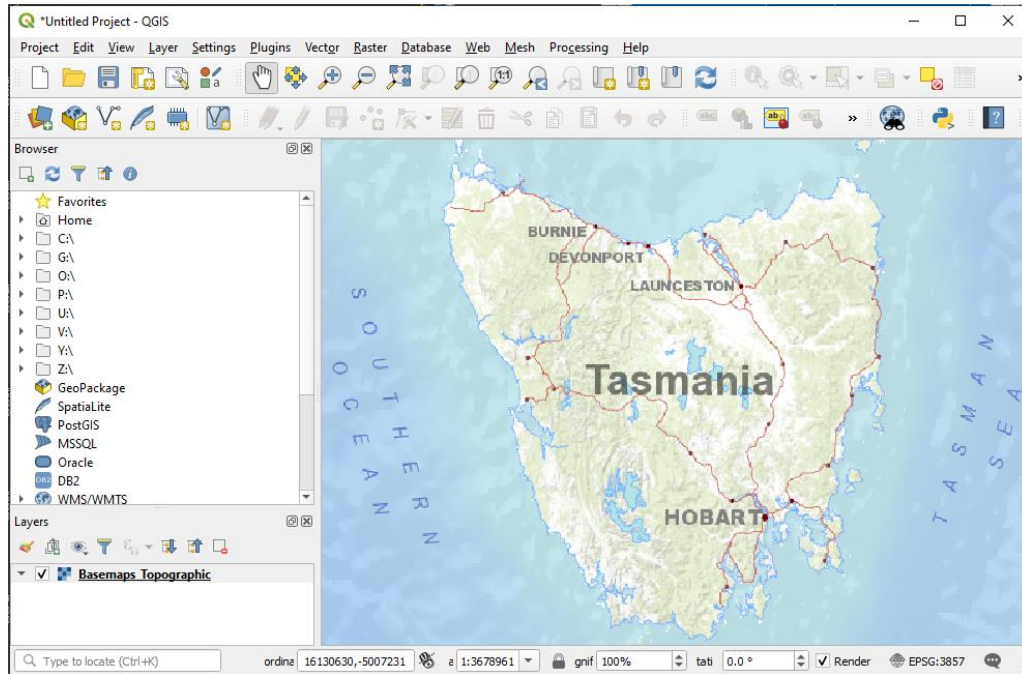 *Untitled Project - QGIS
Project Edit View Layer Settings Plugins Vector Raster Database Web Mesh Processing Help
Browser
Favorites
Home
C:\
G:\
O:\
P:\
U:\
V:\
Y:\
Z:\
GeoPackage
SpatiaLite
PostGIS
MSSQL
Oracle
DB2 DB2
WMS/WMTS
Layers
Basemaps Topographic
BURNIE
DEVONPORT
LAUNCESTON
Tasmania
HOBART
SOUTHERN
OCEAN
TASMAN
SEA
Type to locate (Ctrl+K) ordina 16130630,-5007231 a 1:3678961 gnif 100% tati 0.0 ° Render EPSG:3857